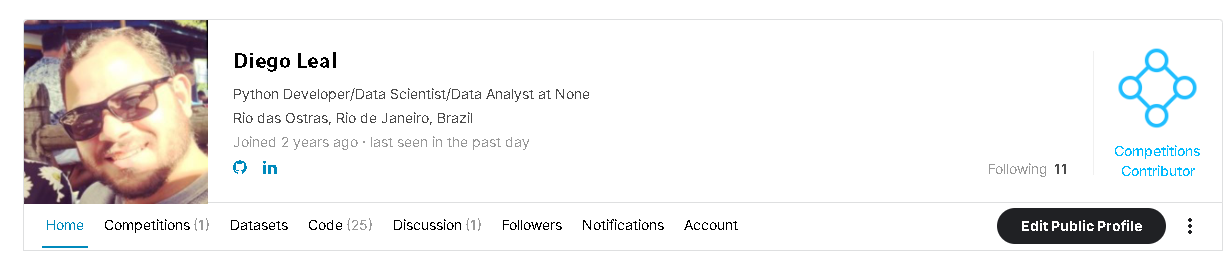 Diego Leal
Python Developer/Data Scientist/Data Analyst at None
Rio das Ostras, Rio de Janeiro, Brazil
Joined 2 years ago · last seen in the past day
in
Following 11
Competitions
Contributor
Home Competitions (1) Datasets Code (25) Discussion (1) Followers Notifications Account Edit Public Profile